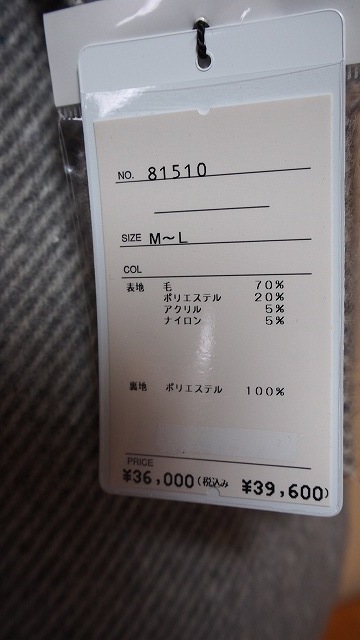 NO. 81510
SIZE M～L
COL
表地 毛 70%
ポリエステル 20%
アクリル 5%
ナイロン 5%
裏地 ポリエステル 100%
PRICE
¥36,000(税込み ¥39,600)